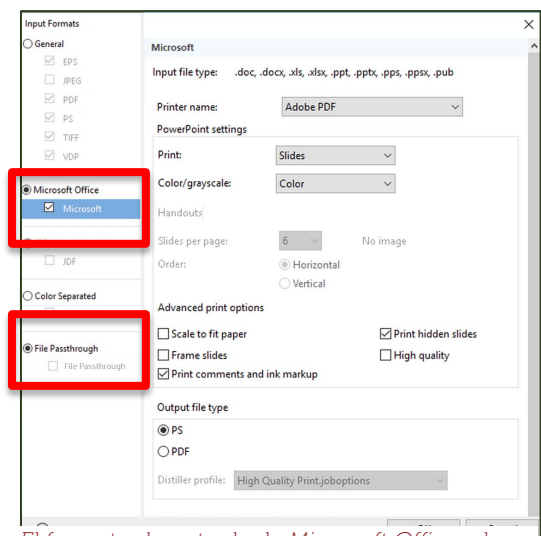 Input Formats
General
EPS
JPEG
PDF
PS
TIFF
VDP
Microsoft Office
Microsoft
JDF
Color Separated
File Passthrough
File Passthrough
Microsoft
Input file type: .doc, .docx, .xls, .xlsx, .ppt, .pptx, .pps, .ppsx, .pub
Printer name: Adobe PDF
PowerPoint settings
Print: Slides
Color/grayscale: Color
Handouts
Slides per page: 6 No image
Order: Horizontal
Vertical
Advanced print options
Scale to fit paper Print hidden slides
Frame slides High quality
Print comments and ink markup
Output file type
PS
PDF
Distiller profile: High Quality Print.joboptions